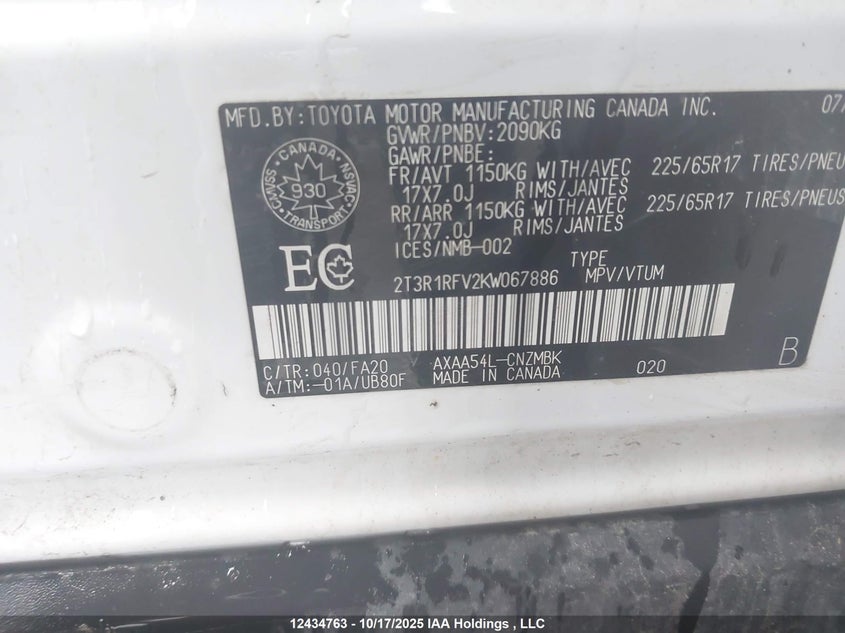 MFD.BY:TOYOTA MOTOR MANUFACTURING CANADA INC.
GVWR/PNBV:2090KG
GAWR/PNBE:
FR/AVT 1150KG WITH/AVEC 225/65R17 TIRES/PNEU
17X7.0J RIMS/JANTES
RR/ARR 1150KG WITH/AVEC 225/65R17 TIRES/PNEUS
17X7.0J RIMS/JANTES
ICES/NMB-002
CANADA
CMVSS
NSVAC
930
TRANSPORT
EC
TYPE
2T3R1RFV2KW067886 MPV/VTUM
C/TR:040/FA20 AXAA54L-CNZMBK
A/TM:-01A/UB80F MADE IN CANADA 020 B
12434763 - 10/17/2025 IAA Holdings , LLC